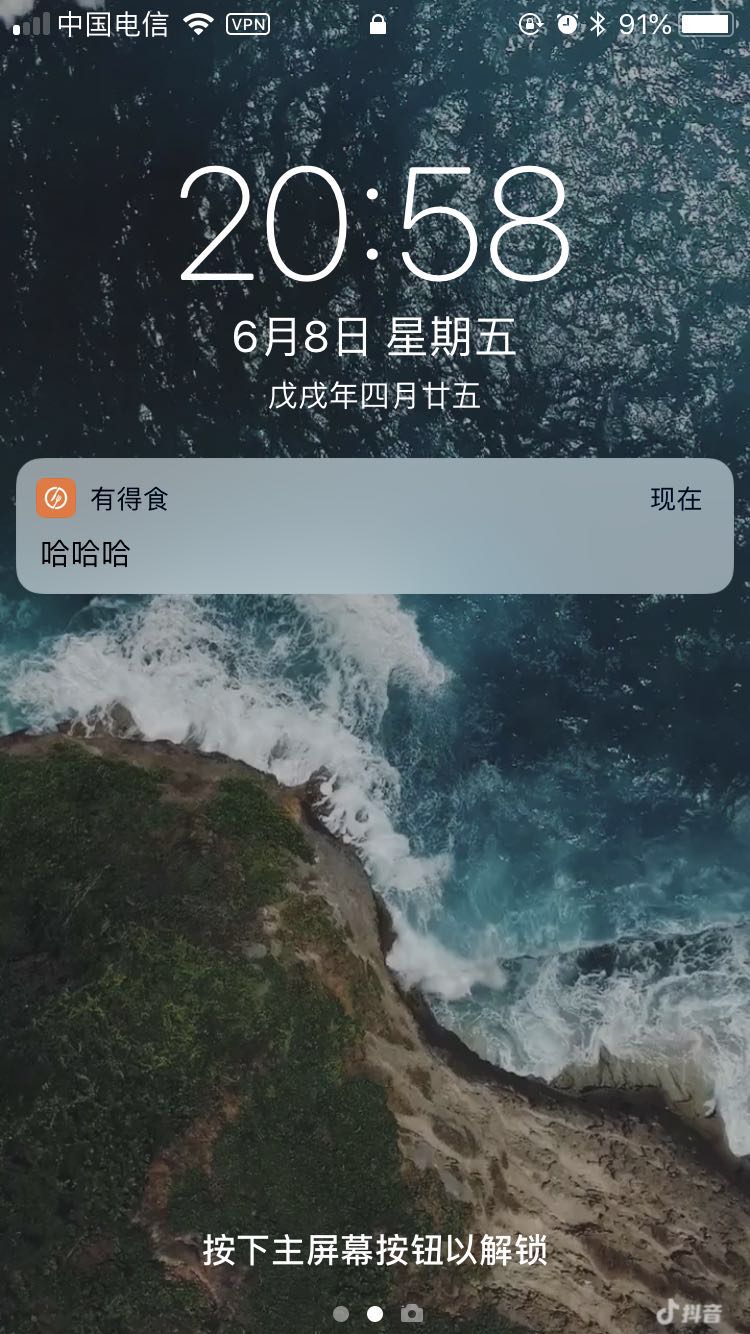 中国电信 VPN 91%
20:58
6月8日 星期五
戊戌年四月廿五
有得食 现在
哈哈哈
按下主屏幕按钮以解锁
抖音